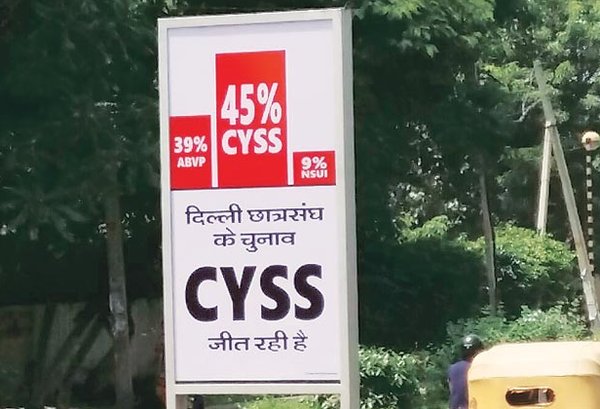 45%
CYSS
39%
ABVP
9%
NSUI
दिल्ली छात्रसंघ
के चुनाव
CYSS
जीत रही है